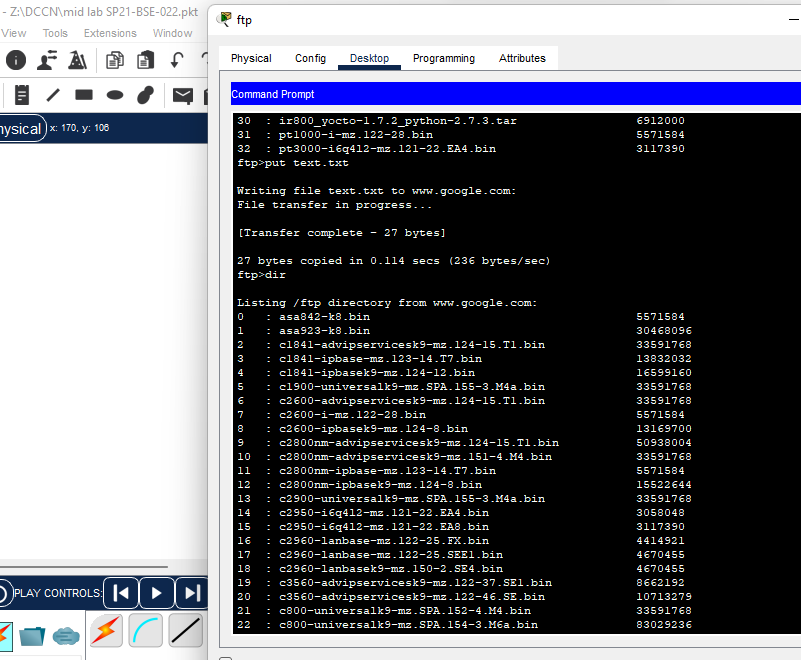 - Z:\DCCN\mid lab SP21-BSE-022.pkt
View Tools Extensions Window
ysical x: 170, y: 106
PLAY CONTROLS:
ftp
Physical Config Desktop Programming Attributes
Command Prompt
30 : ir800_yocto-1.7.2_python-2.7.3.tar 6912000
31 : pt1000-i-mz.122-28.bin 5571584
32 : pt3000-i6q4l2-mz.121-22.EA4.bin 3117390
ftp>put text.txt
Writing file text.txt to www.google.com:
File transfer in progress...
[Transfer complete - 27 bytes]
27 bytes copied in 0.114 secs (236 bytes/sec)
ftp>dir
Listing /ftp directory from www.google.com:
0 : asa842-k8.bin 5571584
1 : asa923-k8.bin 30468096
2 : c1841-advipservicesk9-mz.124-15.T1.bin 33591768
3 : c1841-ipbase-mz.123-14.T7.bin 13832032
4 : c1841-ipbasek9-mz.124-12.bin 16599160
5 : c1900-universalk9-mz.SPA.155-3.M4a.bin 33591768
6 : c2600-advipservicesk9-mz.124-15.T1.bin 33591768
7 : c2600-i-mz.122-28.bin 5571584
8 : c2600-ipbasek9-mz.124-8.bin 13169700
9 : c2800nm-advipservicesk9-mz.124-15.T1.bin 50938004
10 : c2800nm-advipservicesk9-mz.151-4.M4.bin 33591768
11 : c2800nm-ipbase-mz.123-14.T7.bin 5571584
12 : c2800nm-ipbasek9-mz.124-8.bin 15522644
13 : c2900-universalk9-mz.SPA.155-3.M4a.bin 33591768
14 : c2950-i6q4l2-mz.121-22.EA4.bin 3058048
15 : c2950-i6q4l2-mz.121-22.EA8.bin 3117390
16 : c2960-lanbase-mz.122-25.FX.bin 4414921
17 : c2960-lanbase-mz.122-25.SEE1.bin 4670455
18 : c2960-lanbasek9-mz.150-2.SE4.bin 4670455
19 : c3560-advipservicesk9-mz.122-37.SE1.bin 8662192
20 : c3560-advipservicesk9-mz.122-46.SE.bin 10713279
21 : c800-universalk9-mz.SPA.152-4.M4.bin 33591768
22 : c800-universalk9-mz.SPA.154-3.M6a.bin 83029236